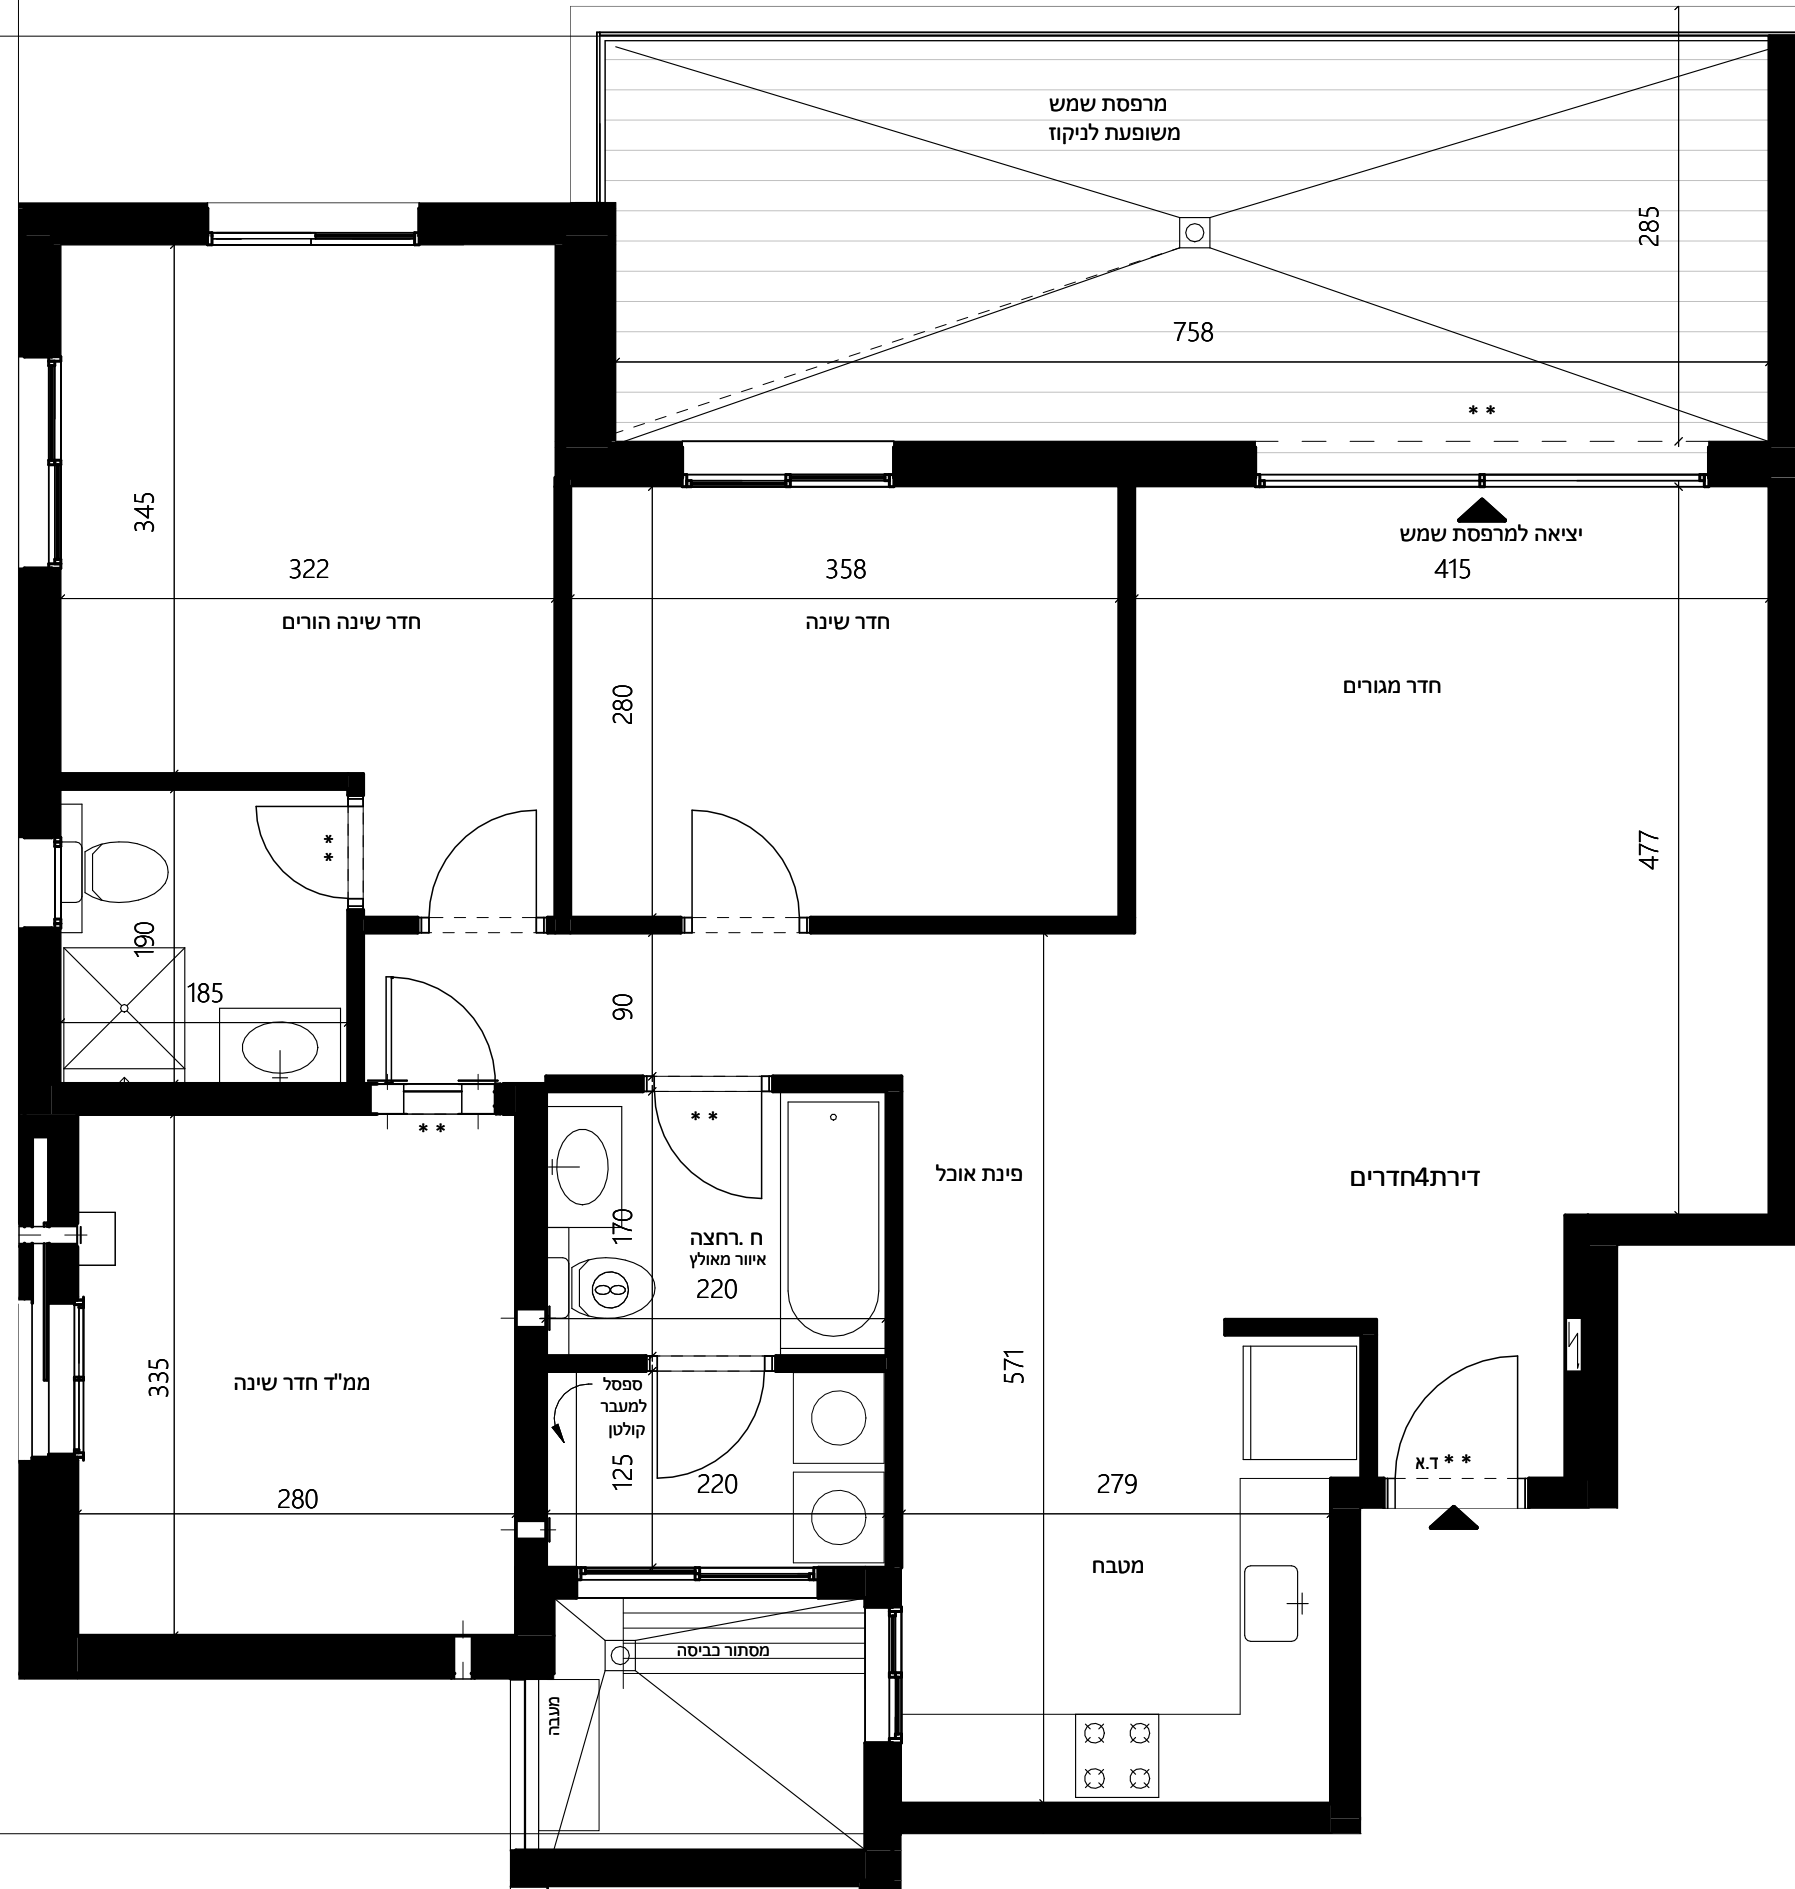 מרפסת שמש
משופעת לניקוז
285
758
* *
יציאה למרפסת שמש
345
322
358
415
חדר שינה הורים
חדר שינה
חדר מגורים
280
477
* *
190
185
90
* *
* *
פינת אוכל
דירת4חדרים
170
ח .רחצה
איוור מאולץ
220
335
ממ"ד חדר שינה
571
ספסל
למעבר
קולטן
125
220
280
279
ד.א * *
מטבח
מסתור כביסה
מעבה